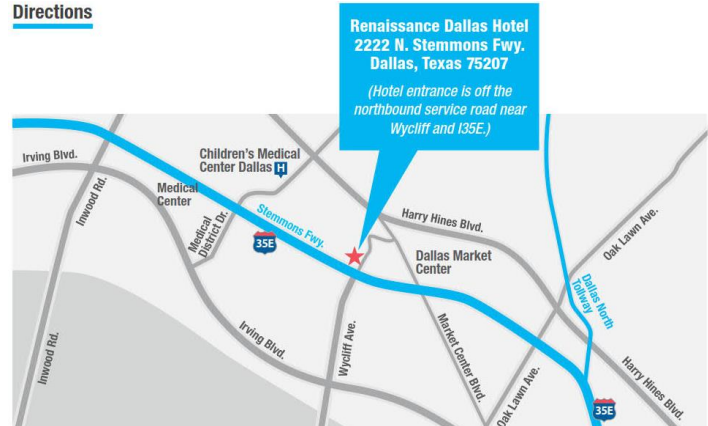 Directions
Renaissance Dallas Hotel
2222 N. Stemmons Fwy.
Dallas, Texas 75207
(Hotel entrance is off the
northbound service road near
Wycliff and I35E.)
Irving Blvd.
Inwood Rd.
Children's Medical
Center Dallas H
Medical
Center
Medical
District Dr.
Stemmons Fwy.
35E
Harry Hines Blvd.
Dallas Market
Center
Oak Lawn Ave.
Dallas North
Tollway
Inwood Rd.
Irving Blvd.
Wycliff Ave.
Market Center Blvd.
Oak Lawn Ave.
Harry Hines Blvd.
35E